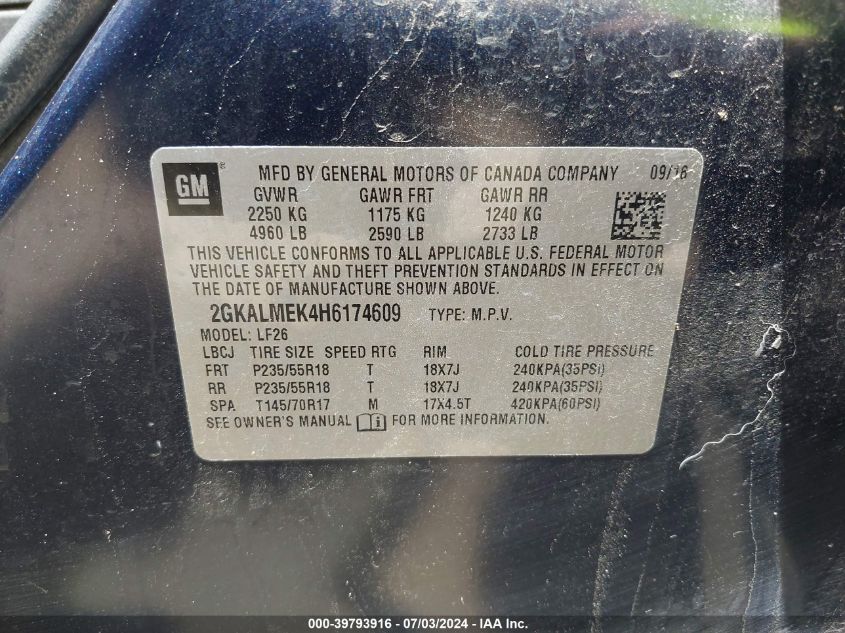 GM ® MFD BY GENERAL MOTORS OF CANADA COMPANY 09/16
GVWR GAWR FRT GAWR RR
2250 KG 1175 KG 1240 KG
4960 LB 2590 LB 2733 LB
THIS VEHICLE CONFORMS TO ALL APPLICABLE U.S. FEDERAL MOTOR
VEHICLE SAFETY AND THEFT PREVENTION STANDARDS IN EFFECT ON
THE DATE OF MANUFACTURE SHOWN ABOVE.
2GKALMEK4H6174609 TYPE: M.P.V.
MODEL: LF26
LBCJ TIRE SIZE SPEED RTG RIM COLD TIRE PRESSURE
FRT P235/55R18 T 18X7J 240KPA(35PSI)
RR P235/55R18 T 18X7J 240KPA(35PSI)
SPA T145/70R17 M 17X4.5T 420KPA(60PSI)
SEE OWNER'S MANUAL FOR MORE INFORMATION.
000-39793916 - 07/03/2024 - IAAI.com